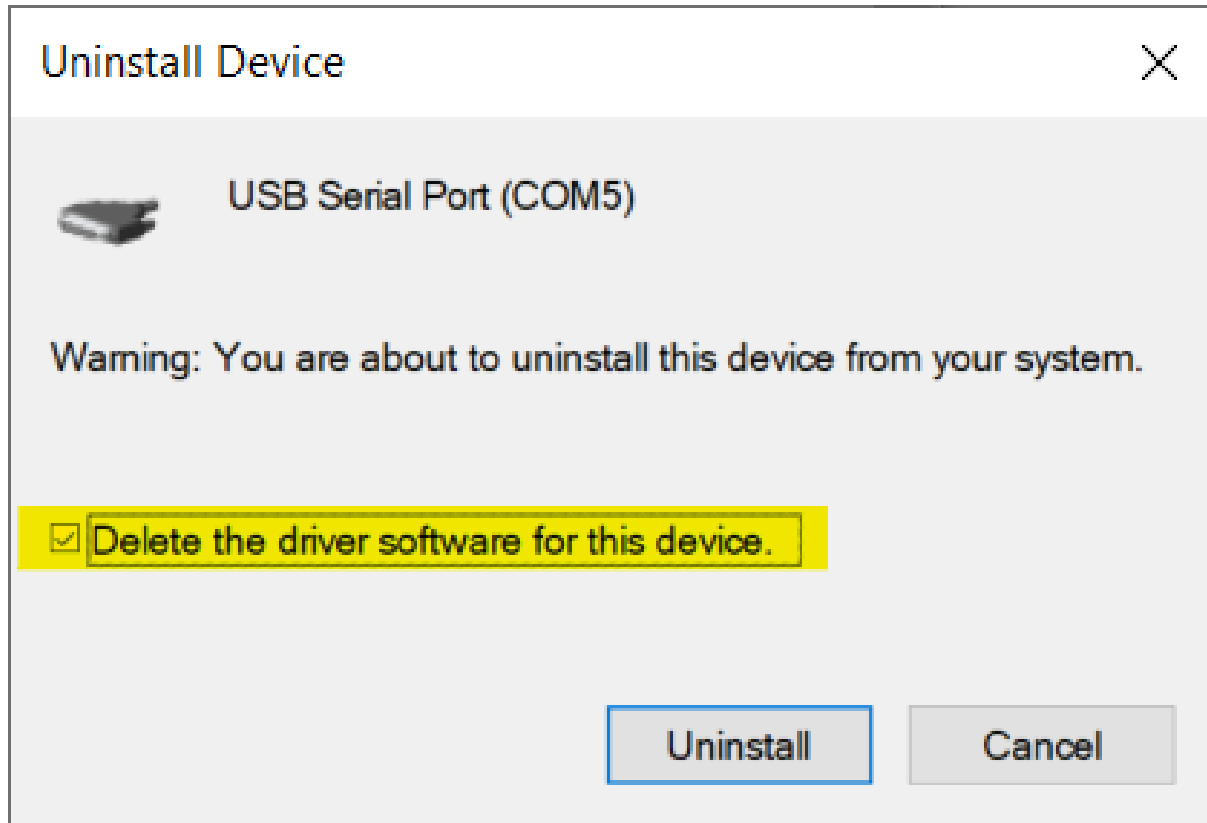 Uninstall Device
USB Serial Port (COM5)
Warning: You are about to uninstall this device from your system.
Delete the driver software for this device.
Uninstall
Cancel